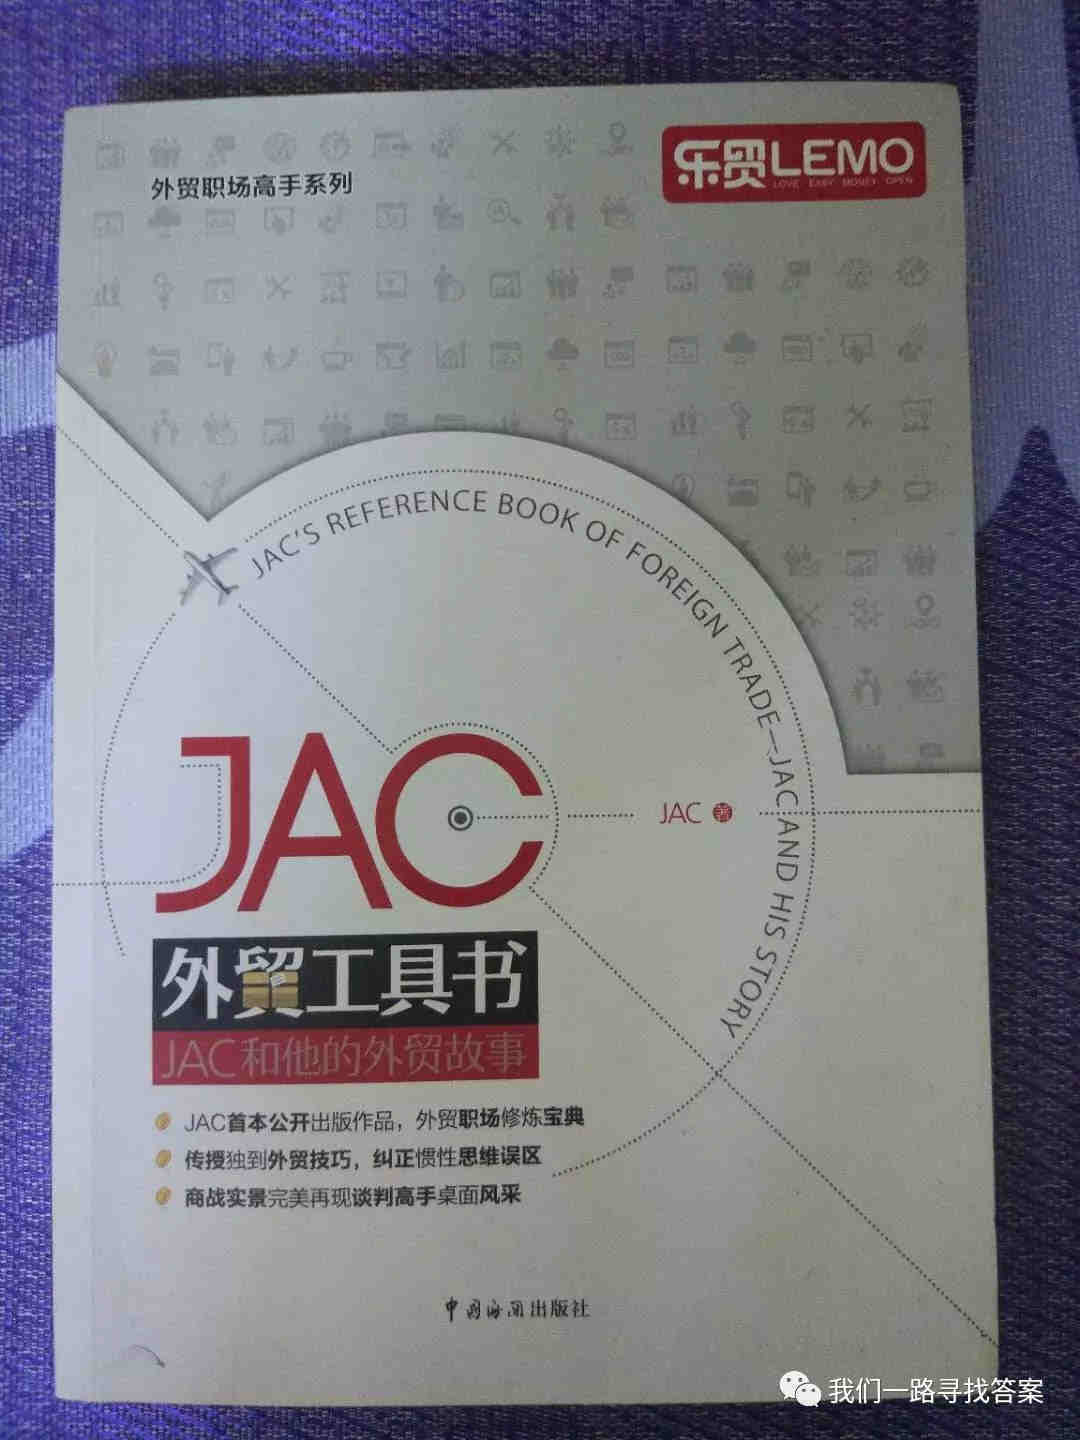 外贸职场高手系列
乐贸LEMO
LOVE EASY MONEY OPEN
JAC'S REFERENCE BOOK OF FOREIGN TRADE—JAC AND HIS STORY
JAC
JAC 著
外贸工具书
JAC和他的外贸故事
JAC首本公开出版作品，外贸职场修炼宝典
传授独到外贸技巧，纠正惯性思维误区
商战实景完美再现谈判高手桌面风采
中国海关出版社
我们一路寻找答案